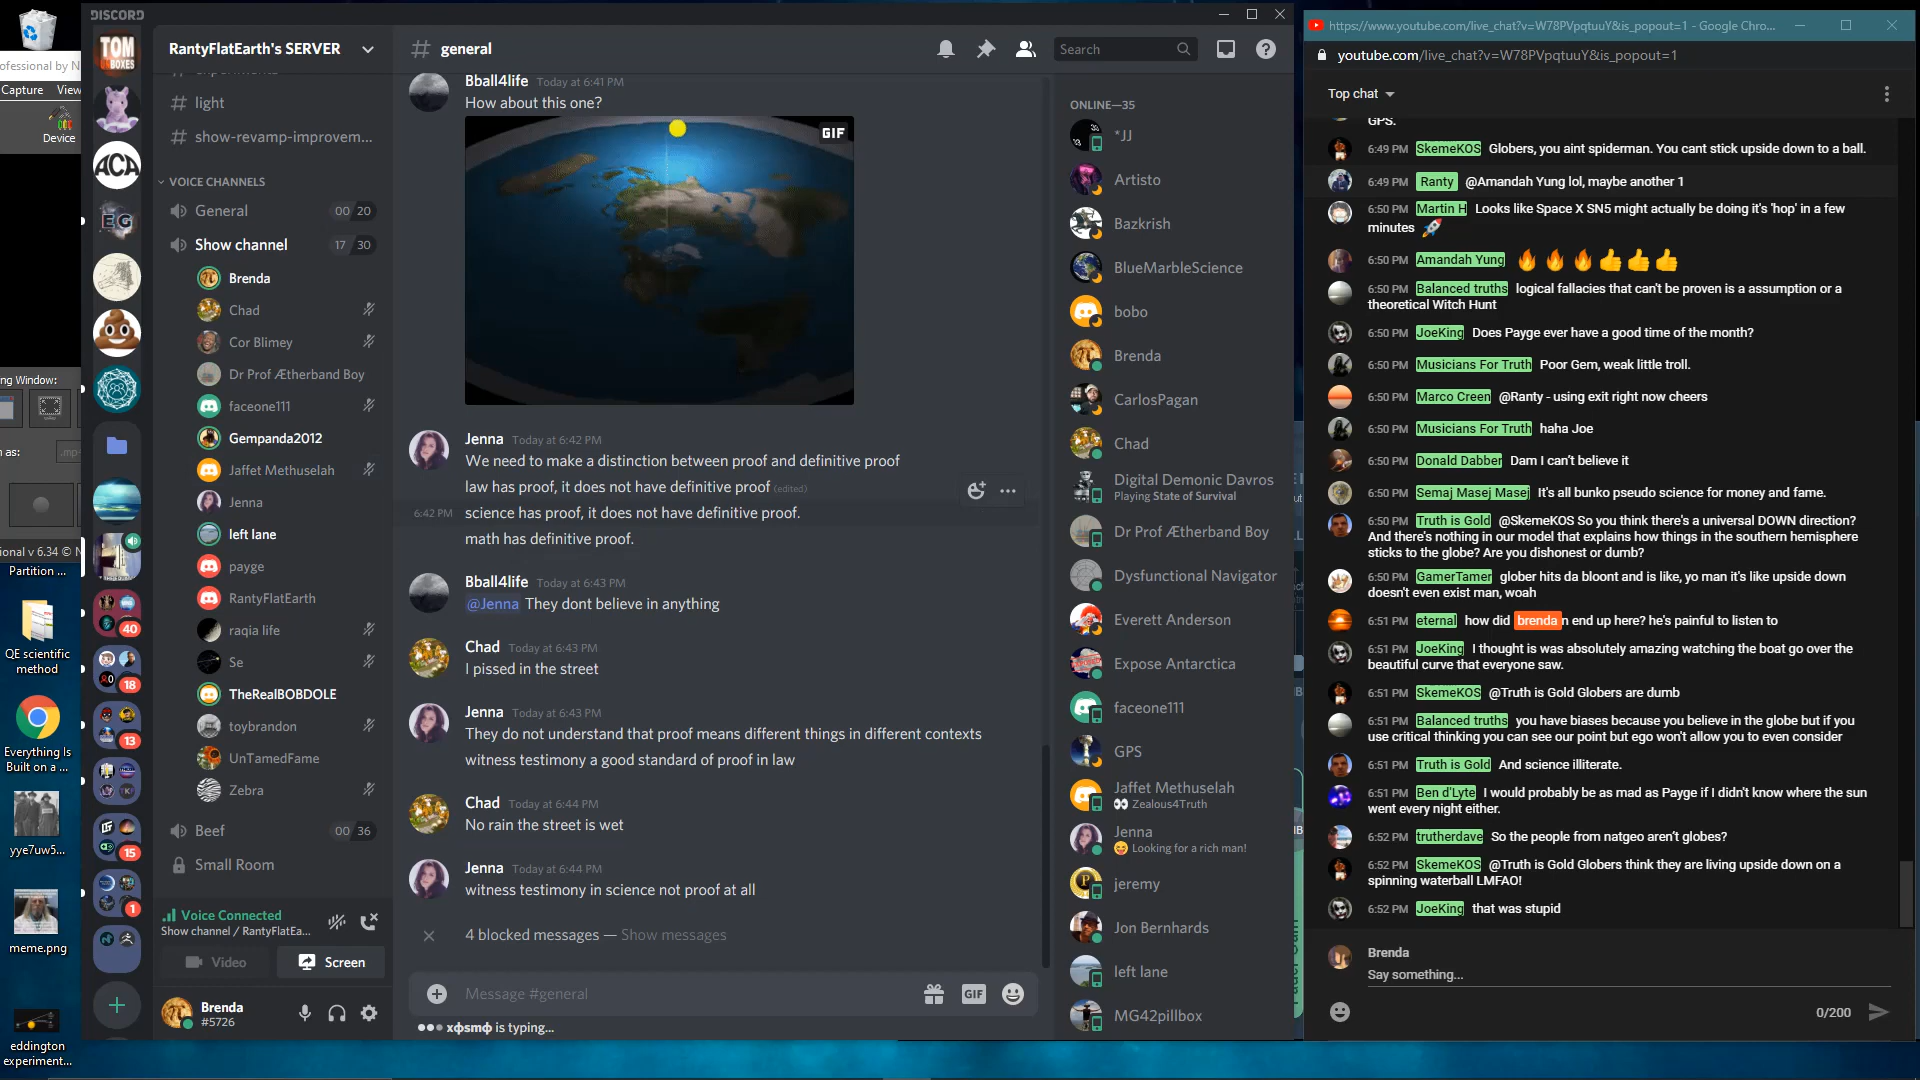 ofessional by N
Capture View
Device
ng Window:
as:
.mp
ional v 6.34 © N
Partition ...
QE scientific
method
Everything Is
Built on a ...
yye7uw5...
meme.png
eddington
experiment...
DISCORD
TOM
BOXES
ACA
EG
40
18
13
15
1
RantyFlatEarth's SERVER
# light
# show-revamp-improvem...
VOICE CHANNELS
General 00 20
Show channel 17 30
Brenda
Chad
Cor Blimey
Dr Prof Ætherband Boy
faceone111
Gempanda2012
Jaffet Methuselah
Jenna
left lane
payge
RantyFlatEarth
raqia life
Se
TheRealBOBDOLE
toybrandon
UnTamedFame
Zebra
Beef 00 36
Small Room
Voice Connected
Show channel / RantyFlatEa...
Video Screen
Brenda
#5726
# general
Search
Bball4life Today at 6:41 PM
How about this one?
GIF
Jenna Today at 6:42 PM
We need to make a distinction between proof and definitive proof
law has proof, it does not have definitive proof (edited)
6:42 PM science has proof, it does not have definitive proof.
math has definitive proof.
Bball4life Today at 6:43 PM
@Jenna They dont believe in anything
Chad Today at 6:43 PM
I pissed in the street
Jenna Today at 6:43 PM
They do not understand that proof means different things in different contexts
witness testimony a good standard of proof in law
Chad Today at 6:44 PM
No rain the street is wet
Jenna Today at 6:44 PM
witness testimony in science not proof at all
4 blocked messages — Show messages
Message #general
GIF
хфsmф is typing...
ONLINE—35
*JJ
Artisto
Bazkrish
BlueMarbleScience
bobo
Brenda
CarlosPagan
Chad
Digital Demonic Davros
Playing State of Survival
Dr Prof Ætherband Boy
Dysfunctional Navigator
Everett Anderson
Expose Antarctica
faceone111
GPS
Jaffet Methuselah
👀 Zealous4Truth
Jenna
😝 Looking for a rich man!
jeremy
Jon Bernhards
left lane
MG42pillbox
https://www.youtube.com/live_chat?v=W78PVpqtuuY&is_popout=1 - Google Chro...
youtube.com/live_chat?v=W78PVpqtuuY&is_popout=1
Top chat
GPS.
6:49 PM SkemeKOS Globers, you aint spiderman. You cant stick upside down to a ball.
6:49 PM Ranty @Amandah Yung lol, maybe another 1
6:50 PM Martin H Looks like Space X SN5 might actually be doing it's 'hop' in a few
minutes 🚀
6:50 PM Amandah Yung 🔥🔥🔥👍👍👍
6:50 PM Balanced truths logical fallacies that can't be proven is a assumption or a
theoretical Witch Hunt
6:50 PM JoeKing Does Payge ever have a good time of the month?
6:50 PM Musicians For Truth Poor Gem, weak little troll.
6:50 PM Marco Creen @Ranty - using exit right now cheers
6:50 PM Musicians For Truth haha Joe
6:50 PM Donald Dabber Dam I can't believe it
6:50 PM Semaj Masej Masej It's all bunko pseudo science for money and fame.
6:50 PM Truth is Gold @SkemeKOS So you think there's a universal DOWN direction?
And there's nothing in our model that explains how things in the southern hemisphere
sticks to the globe? Are you dishonest or dumb?
6:50 PM GamerTamer glober hits da bloont and is like, yo man it's like upside down
doesn't even exist man, woah
6:51 PM eternal how did brendan end up here? he's painful to listen to
6:51 PM JoeKing I thought is was absolutely amazing watching the boat go over the
beautiful curve that everyone saw.
6:51 PM SkemeKOS @Truth is Gold Globers are dumb
6:51 PM Balanced truths you have biases because you believe in the globe but if you
use critical thinking you can see our point but ego won't allow you to even consider
6:51 PM Truth is Gold And science illiterate.
6:51 PM Ben d'Lyte I would probably be as mad as Payge if I didn't know where the sun
went every night either.
6:52 PM trutherdave So the people from natgeo aren't globes?
6:52 PM SkemeKOS @Truth is Gold Globers think they are living upside down on a
spinning waterball LMFAO!
6:52 PM JoeKing that was stupid
Brenda
Say something...
0/200